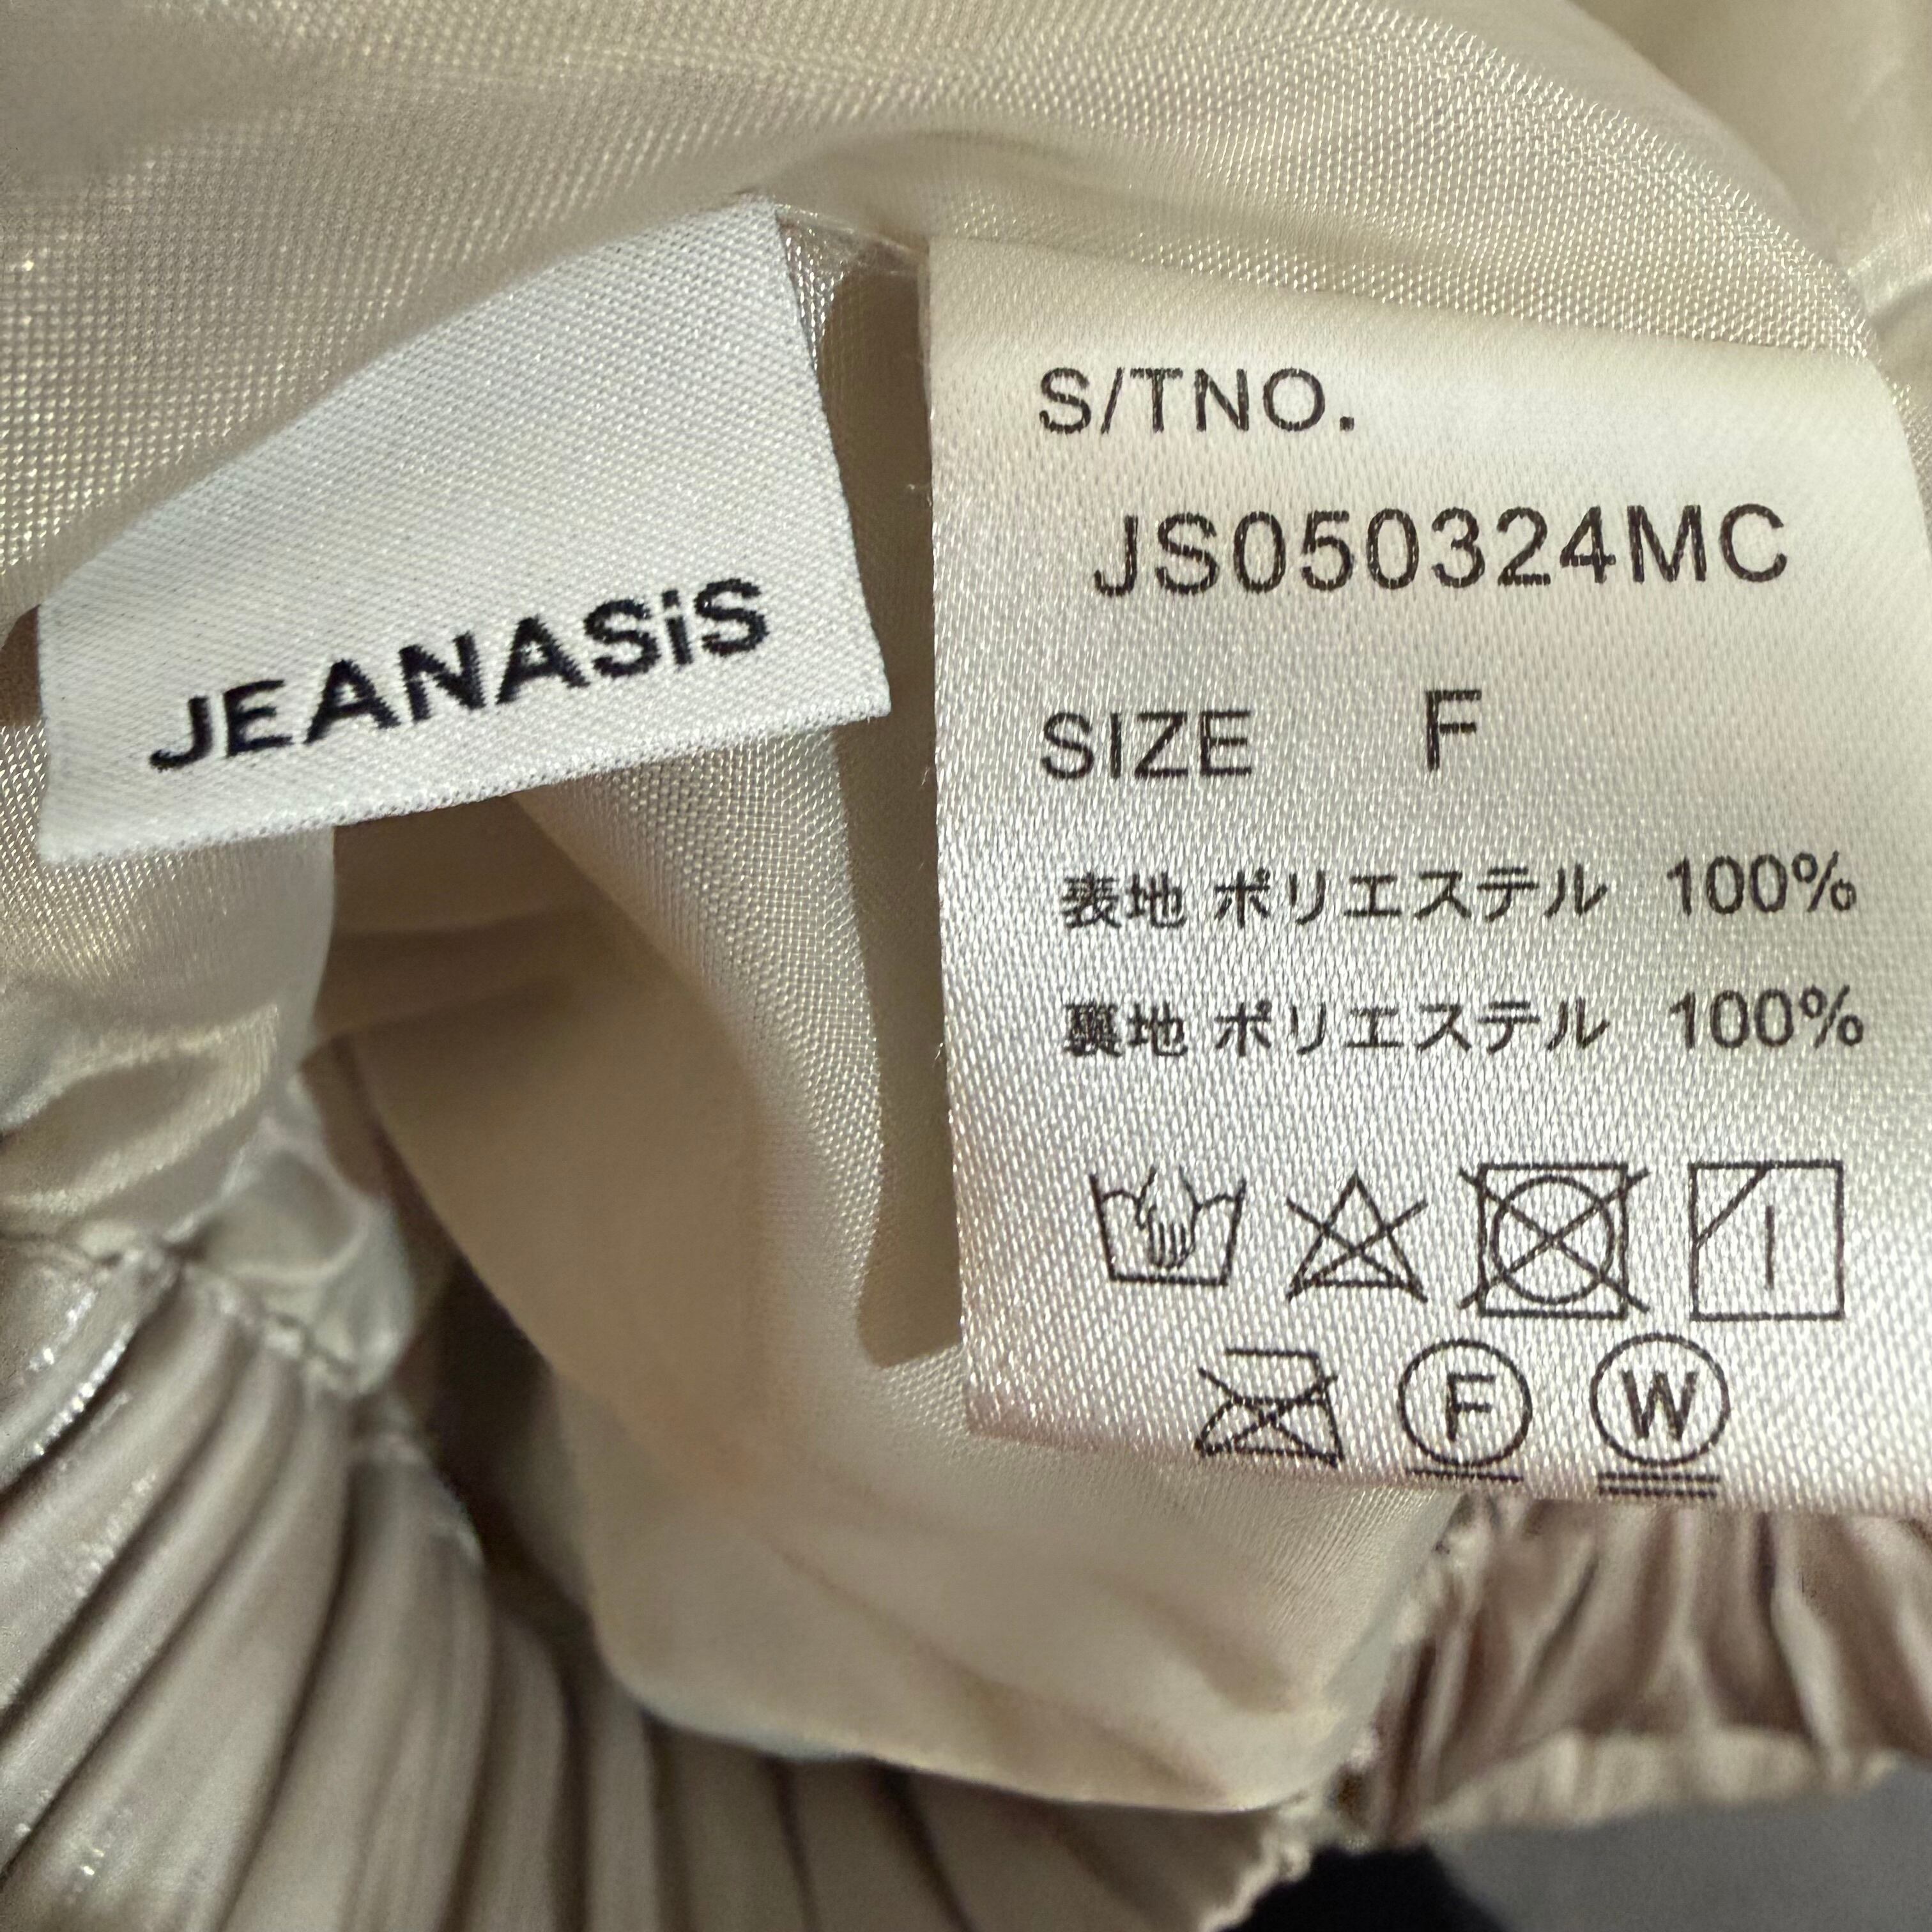 JEANASiS
S/TNO.
JS050324MC
SIZE F
表地 ポリエステル 100%
裏地 ポリエステル 100%
F W